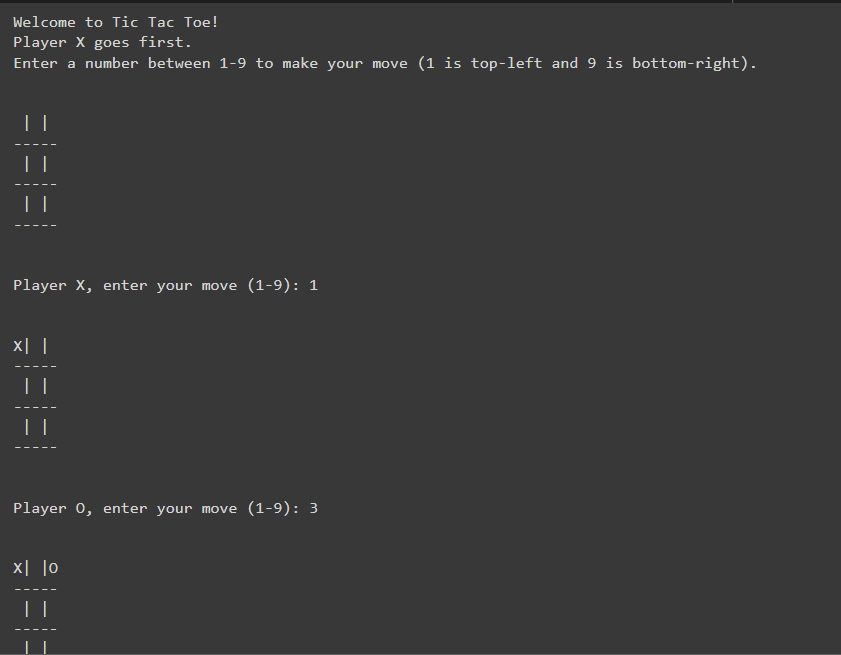 Welcome to Tic Tac Toe!
Player X goes first.
Enter a number between 1-9 to make your move (1 is top-left and 9 is bottom-right).
 | |
-----
 | |
-----
 | |
-----
Player X, enter your move (1-9): 1
X| |
-----
 | |
-----
 | |
-----
Player O, enter your move (1-9): 3
X| |O
-----
 | |
-----
 | |